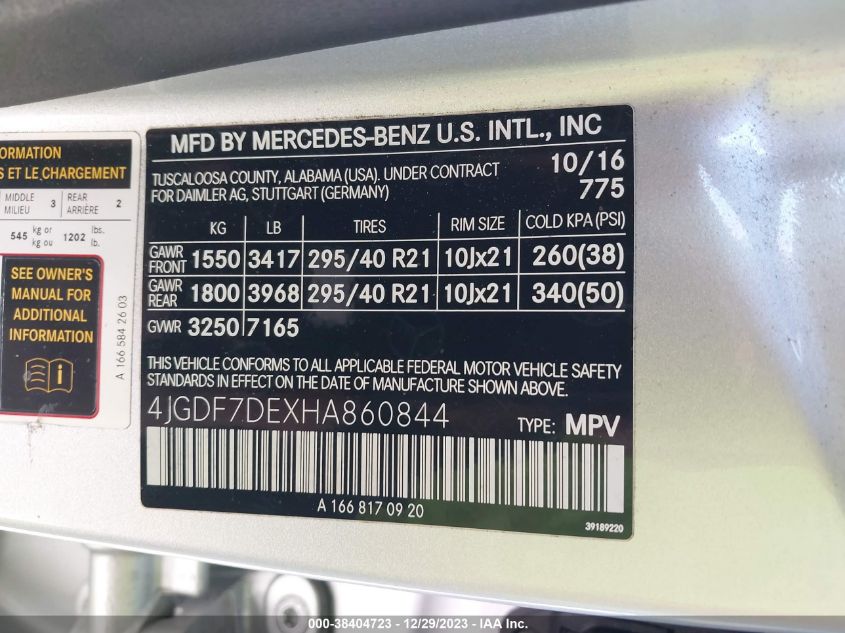 ORMATION
S ET LE CHARGEMENT
MIDDLE
MILIEU 3 REAR
ARRIÈRE 2
545 kg or
kg ou 1202 lbs.
lb.
SEE OWNER'S
MANUAL FOR
ADDITIONAL
INFORMATION
i
A 166 584 26 03
MFD BY MERCEDES-BENZ U.S. INTL., INC
TUSCALOOSA COUNTY, ALABAMA (USA). UNDER CONTRACT 10/16
FOR DAIMLER AG, STUTTGART (GERMANY) 775
KG LB TIRES RIM SIZE COLD KPA (PSI)
GAWR
FRONT 1550 3417 295/40 R21 10Jx21 260(38)
GAWR
REAR 1800 3968 295/40 R21 10Jx21 340(50)
GVWR 3250 7165
THIS VEHICLE CONFORMS TO ALL APPLICABLE FEDERAL MOTOR VEHICLE SAFETY
STANDARDS IN EFFECT ON THE DATE OF MANUFACTURE SHOWN ABOVE.
4JGDF7DEXHA860844 TYPE: MPV
A 166 817 09 20
39189220
000-38404723 - 12/29/2023 - IAA Inc.